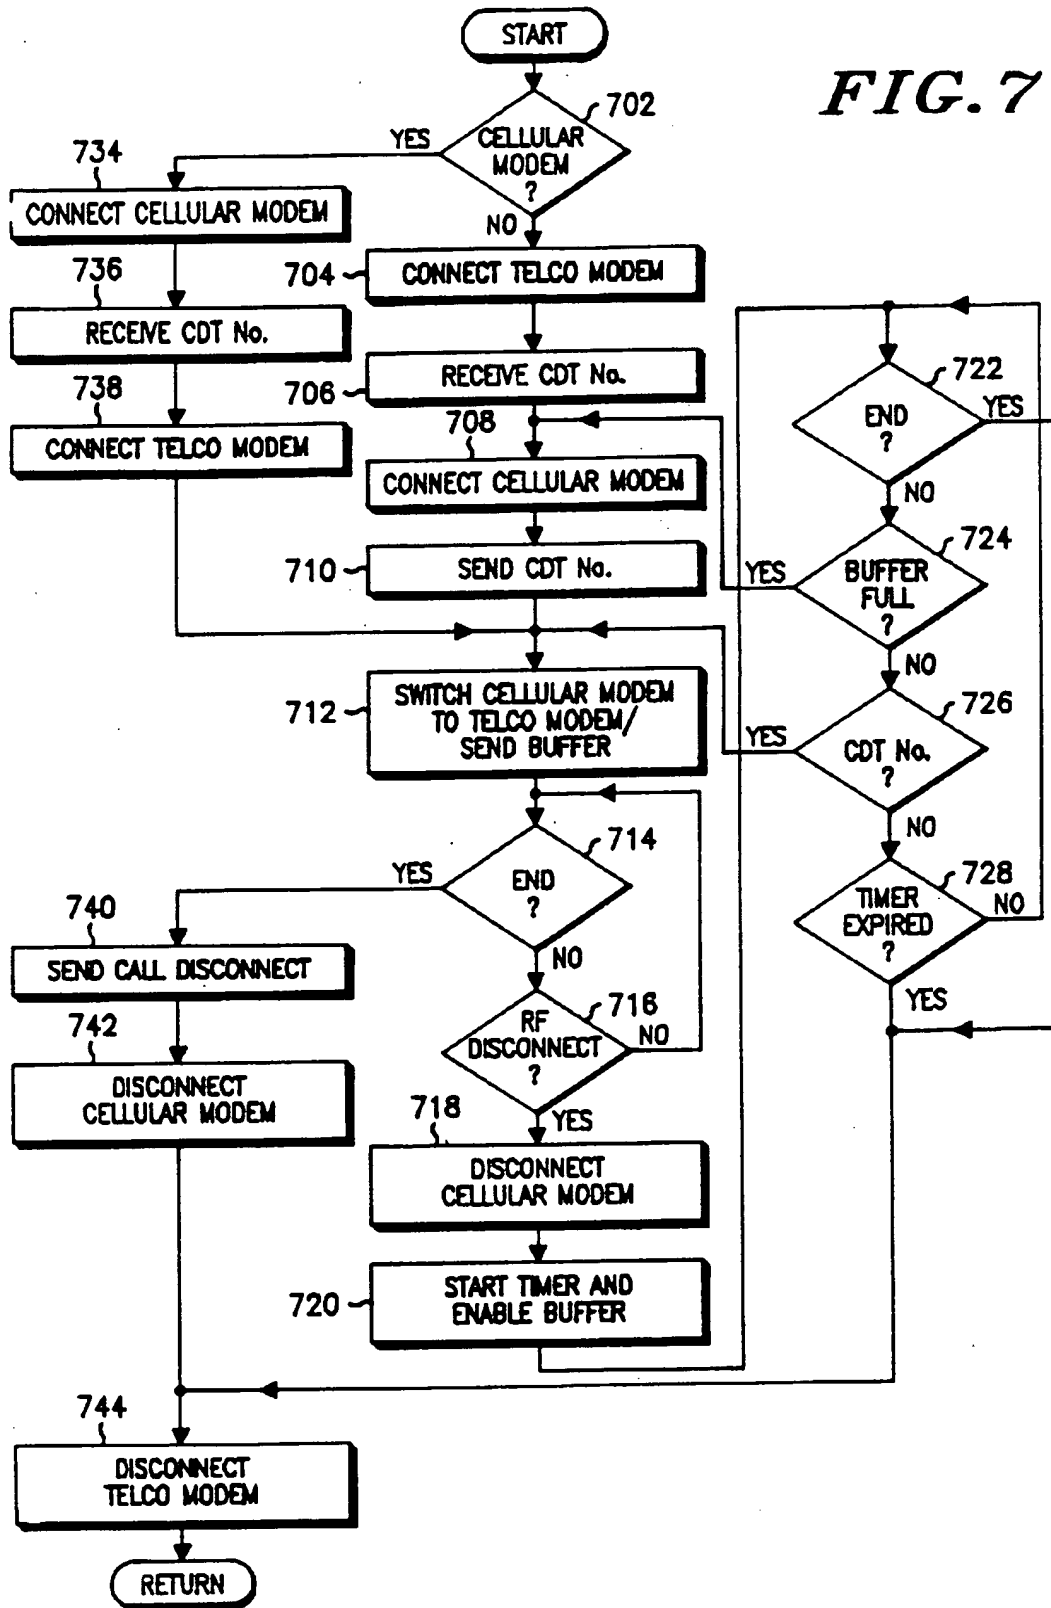 START
FIG. 7
702
CELLULAR
MODEM
?
YES
NO
734
CONNECT CELLULAR MODEM
736
RECEIVE CDT No.
738
CONNECT TELCO MODEM
704
CONNECT TELCO MODEM
706
RECEIVE CDT No.
708
CONNECT CELLULAR MODEM
710
SEND CDT No.
712
SWITCH CELLULAR MODEM
TO TELCO MODEM/
SEND BUFFER
714
END
?
YES
NO
716
RF
DISCONNECT
?
NO
YES
718
DISCONNECT
CELLULAR MODEM
720
START TIMER AND
ENABLE BUFFER
722
END
?
YES
NO
724
BUFFER
FULL
?
YES
NO
726
CDT No.
?
YES
NO
728
TIMER
EXPIRED
?
NO
YES
740
SEND CALL DISCONNECT
742
DISCONNECT
CELLULAR MODEM
744
DISCONNECT
TELCO MODEM
RETURN